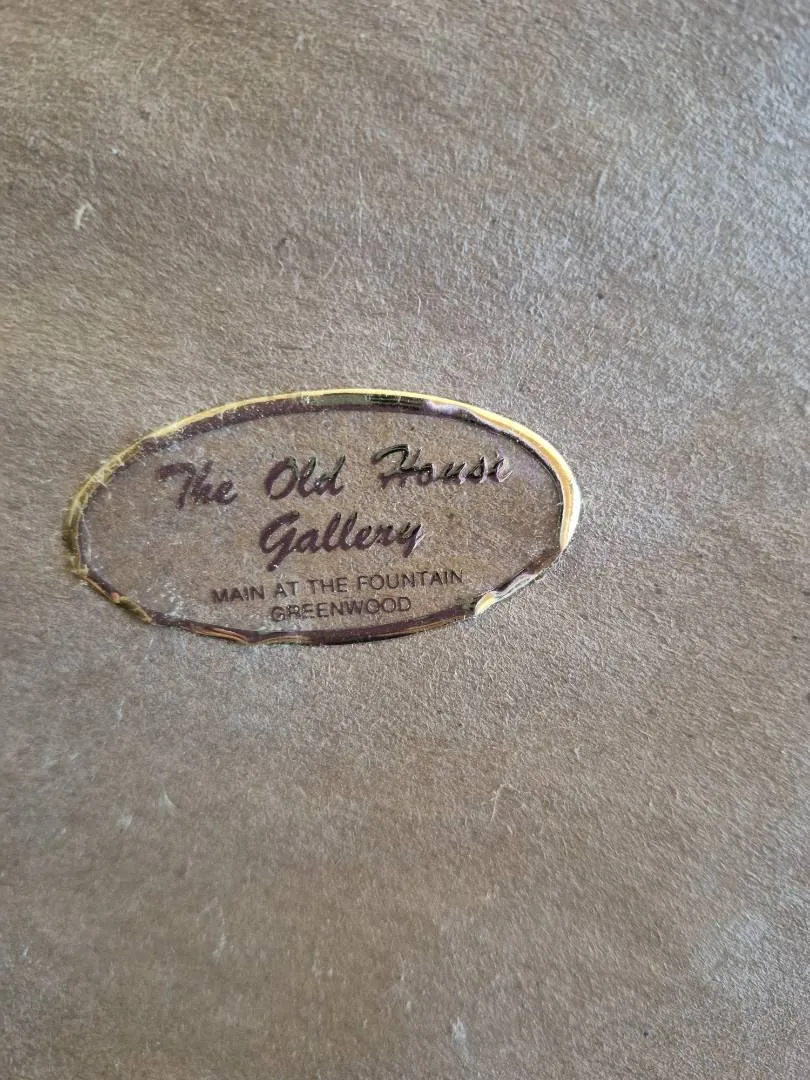 The Old House
Gallery
MAIN AT THE FOUNTAIN
GREENWOOD